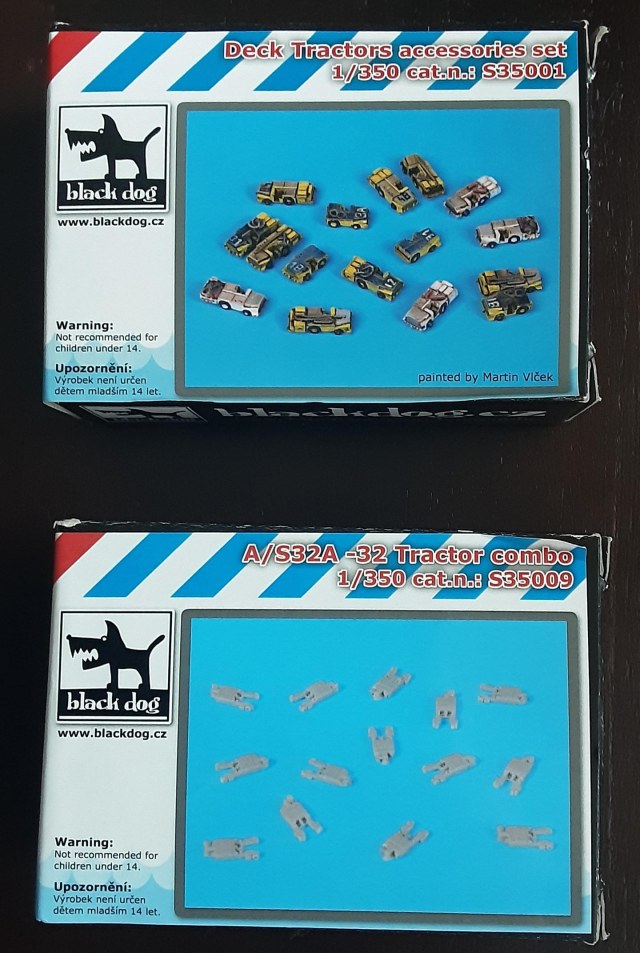 Deck Tractors accessories set
1/350 cat.n.: S35001
black dog
www.blackdog.cz
Warning:
Not recommended for
children under 14.
Upozornění:
Výrobek není určen
dětem mladším 14 let.
painted by Martin Vlček
blackdog.cz
A/S32A -32 Tractor combo
1/350 cat.n.: S35009
black dog
www.blackdog.cz
Warning:
Not recommended for
children under 14.
Upozornění:
Výrobek není určen
dětem mladším 14 let.